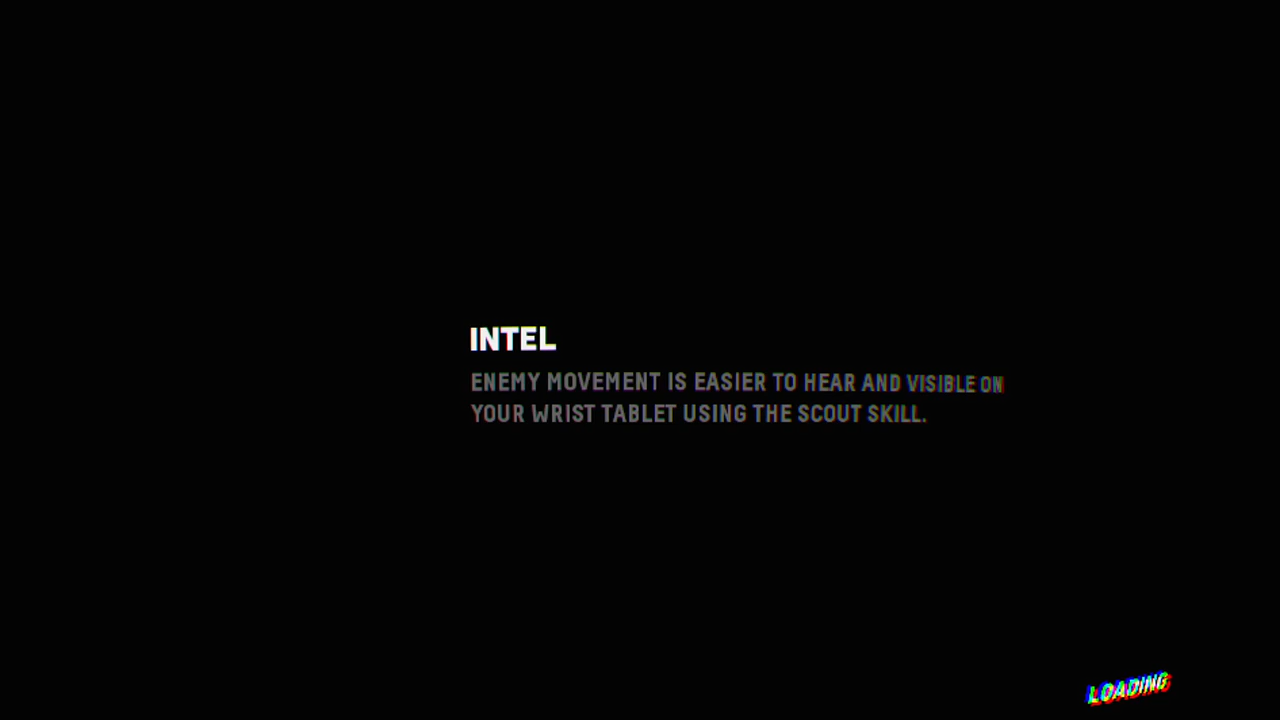 INTEL
ENEMY MOVEMENT IS EASIER TO HEAR AND VISIBLE ON
YOUR WRIST TABLET USING THE SCOUT SKILL.
LOADING